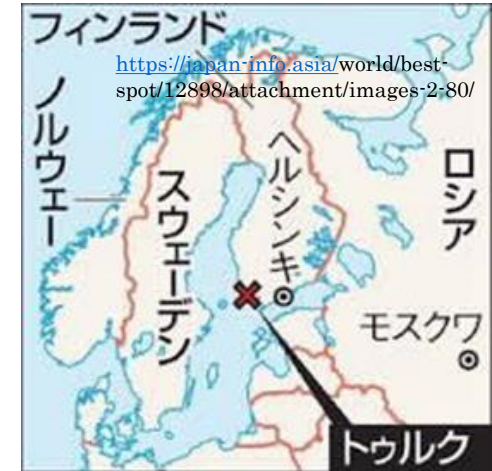 フィンランド
https://japan-info.asia/world/best-
spot/12898/attachment/images-2-80/
ノルウェー
スウェーデン
ヘルシンキ
ロシア
モスクワ
トゥルク